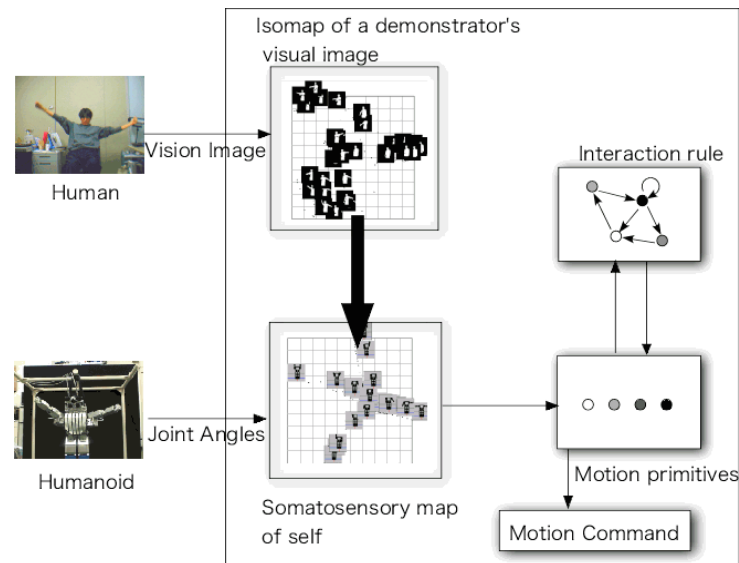 Isomap of a demonstrator's
visual image
Human
Vision Image
Interaction rule
Humanoid
Joint Angles
Somatosensory map
of self
Motion primitives
Motion Command